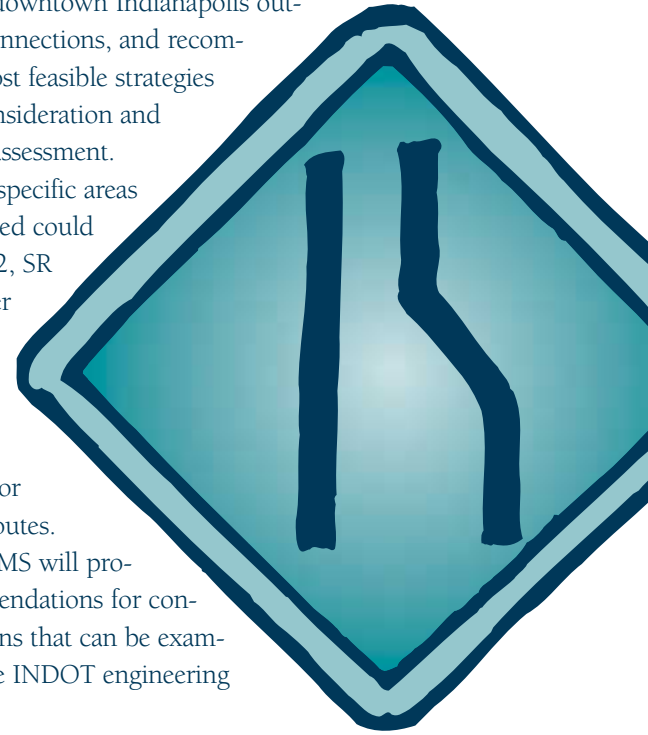 downtown Indianapolis out-
nnections, and recom-
ost feasible strategies
nsideration and
assessment.
specific areas
ed could
2, SR
er
or
outes.
MS will pro-
endations for con-
ns that can be exam-
e INDOT engineering